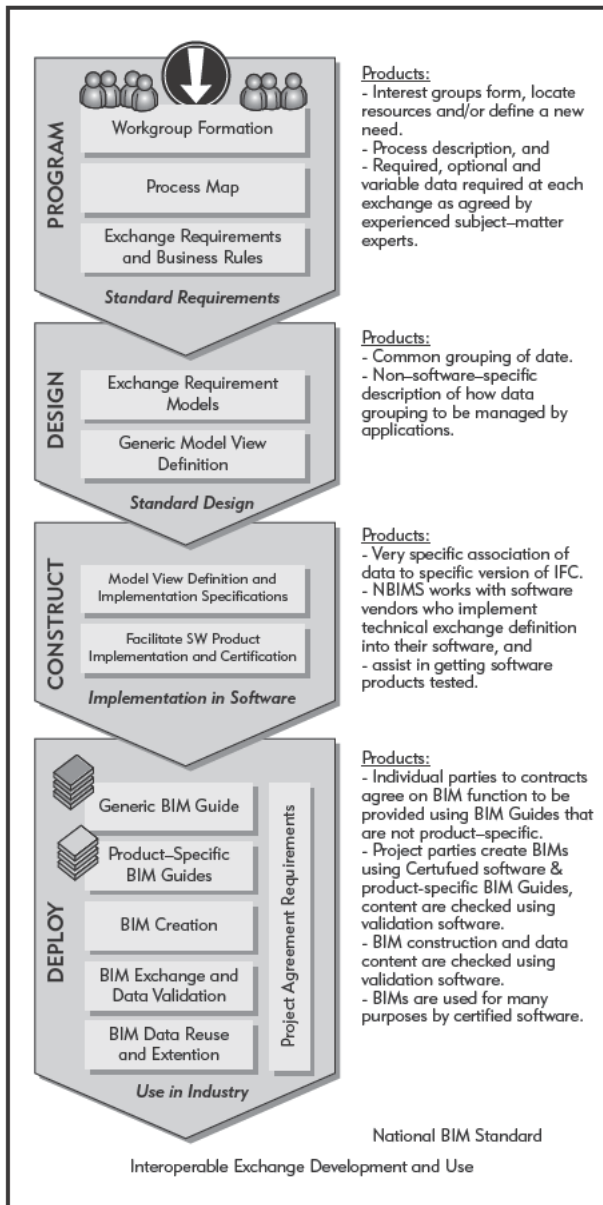 PROGRAM
Workgroup Formation
Process Map
Exchange Requirements
and Business Rules
Standard Requirements
Products:
- Interest groups form, locate
resources and/or define a new
need.
- Process description, and
- Required, optional and
variable data required at each
exchange as agreed by
experienced subject–matter
experts.
DESIGN
Exchange Requirement
Models
Generic Model View
Definition
Standard Design
Products:
- Common grouping of date.
- Non–software–specific
description of how data
grouping to be managed by
applications.
CONSTRUCT
Model View Definition and
Implementation Specifications
Facilitate SW Product
Implementation and Certification
Implementation in Software
Products:
- Very specific association of
data to specific version of IFC.
- NBIMS works with software
vendors who implement
technical exchange definition
into their software, and
- assist in getting software
products tested.
DEPLOY
Generic BIM Guide
Product–Specific
BIM Guides
BIM Creation
BIM Exchange and
Data Validation
BIM Data Reuse
and Extention
Project Agreement Requirements
Use in Industry
Products:
- Individual parties to contracts
agree on BIM function to be
provided using BIM Guides that
are not product–specific.
- Project parties create BIMs
using Certufued software &
product-specific BIM Guides,
content are checked using
validation software.
- BIM construction and data
content are checked using
validation software.
- BIMs are used for many
purposes by certified software.
National BIM Standard
Interoperable Exchange Development and Use